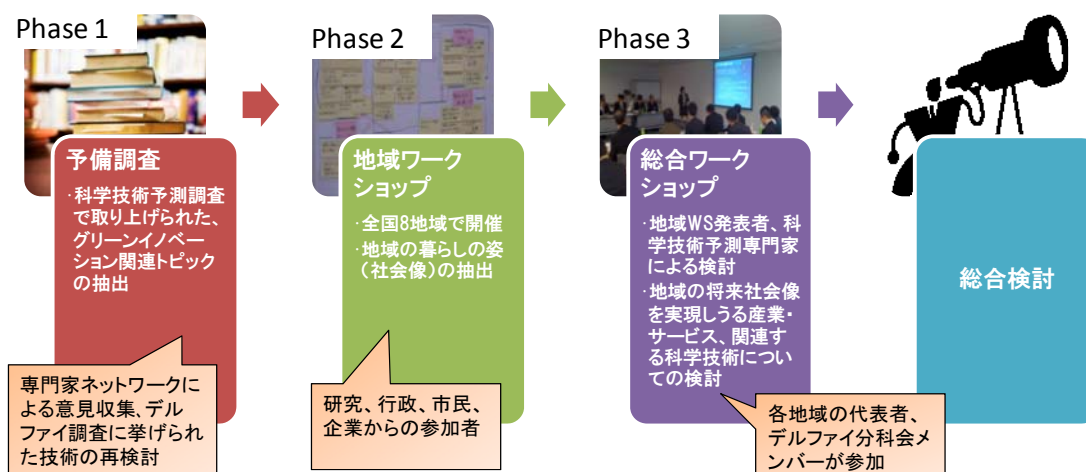 Phase 1
予備調査
・科学技術予測調査
で取り上げられた、
グリーンイノベー
ション関連トピック
の抽出
専門家ネットワークに
よる意見収集、デル
ファイ調査に挙げられ
た技術の再検討
Phase 2
地域ワーク
ショップ
・全国8地域で開催
・地域の暮らしの姿
（社会像）の抽出
研究、行政、市民、
企業からの参加者
Phase 3
総合ワーク
ショップ
・地域WS発表者、科
学技術予測専門家
による検討
・地域の将来社会像
を実現しうる産業・
サービス、関連す
る科学技術につい
ての検討
各地域の代表者、
デルファイ分科会メ
ンバーが参加
総合検討